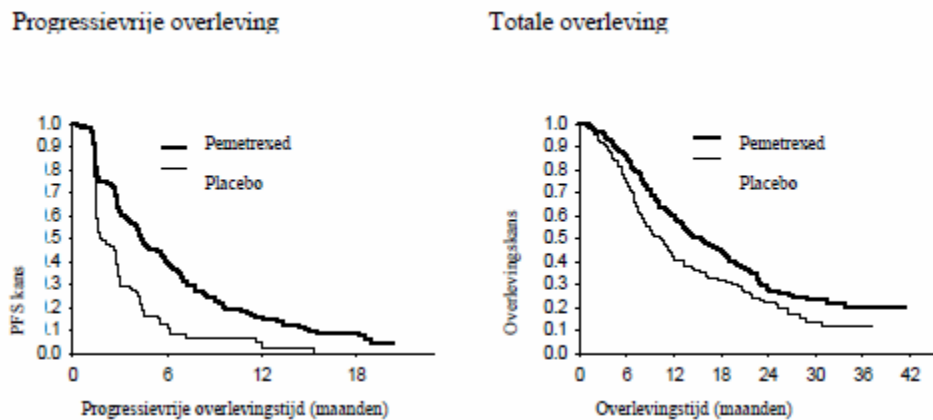 Progressievrije overleving
Totale overleving
1.0
0.9
0.8
0.7
0.6
0.5
0.4
0.3
0.2
0.1
0.0
PFS kans
Pemetrexed
Placebo
0 6 12 18
Progressievrije overlevingstijd (maanden)
1.0
0.9
0.8
0.7
0.6
0.5
0.4
0.3
0.2
0.1
0.0
Overlevingskans
Pemetrexed
Placebo
0 6 12 18 24 30 36 42
Overlevingstijd (maanden)